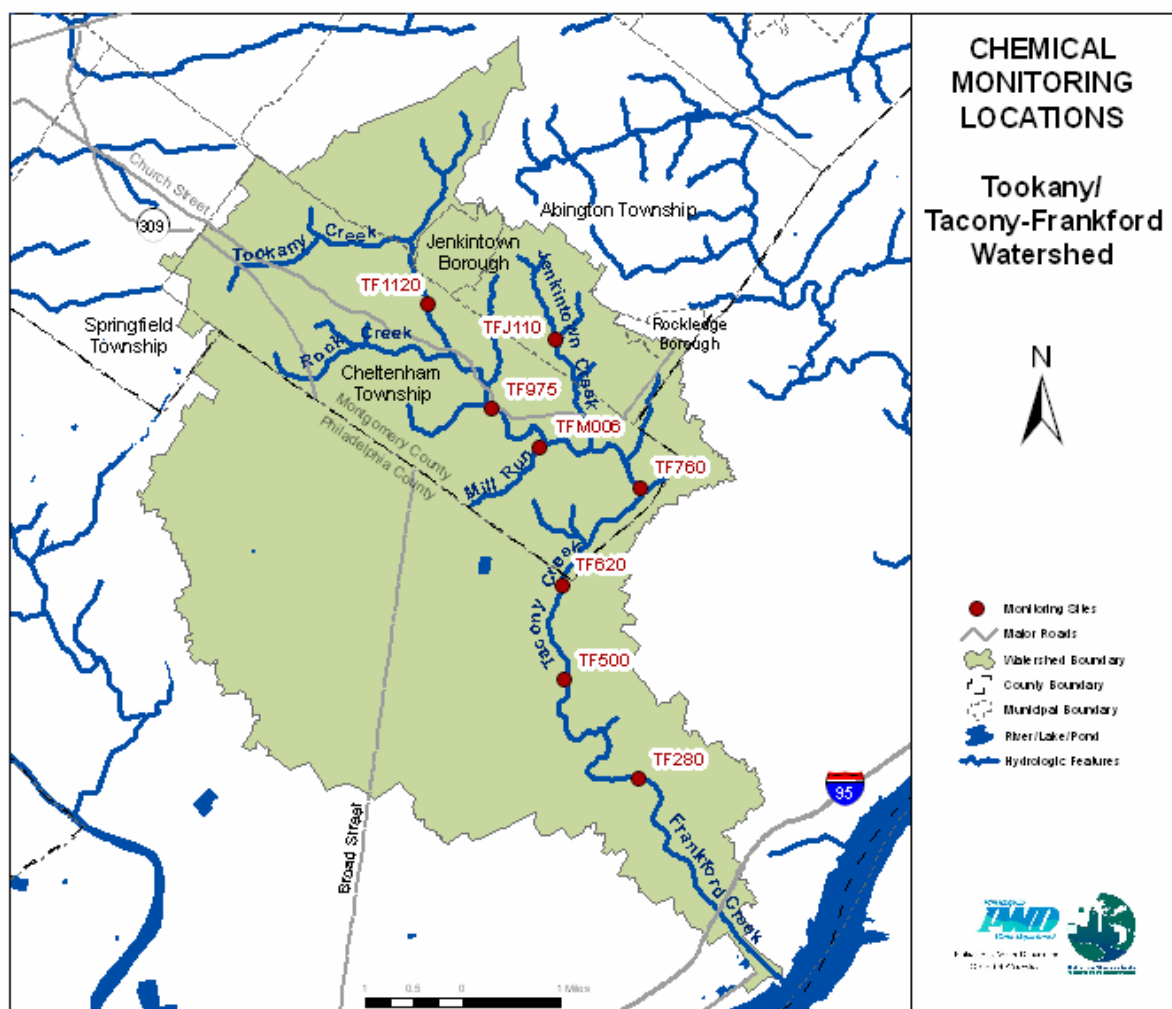 CHEMICAL
MONITORING
LOCATIONS
Tookany/
Tacony-Frankford
Watershed
N
Monitoring Sites
Major Roads
Watershed Boundary
County Boundary
Municipal Boundary
River/Lake/Pond
Hydrologic Features
PWD
Church Street
309
Abington Township
Tookany Creek
Jenkintown
Borough
Jenkintown Creek
TF1120
Springfield
Township
TFJ110
Rockledge
Borough
Rock Creek
Cheltenham
Township
TF975
Montgomery County
Philadelphia County
TFM006
Mill Run
TF760
TF620
Tacony Creek
TF500
TF280
95
Broad Street
Frankford Creek
1 0.5 0 1 Miles